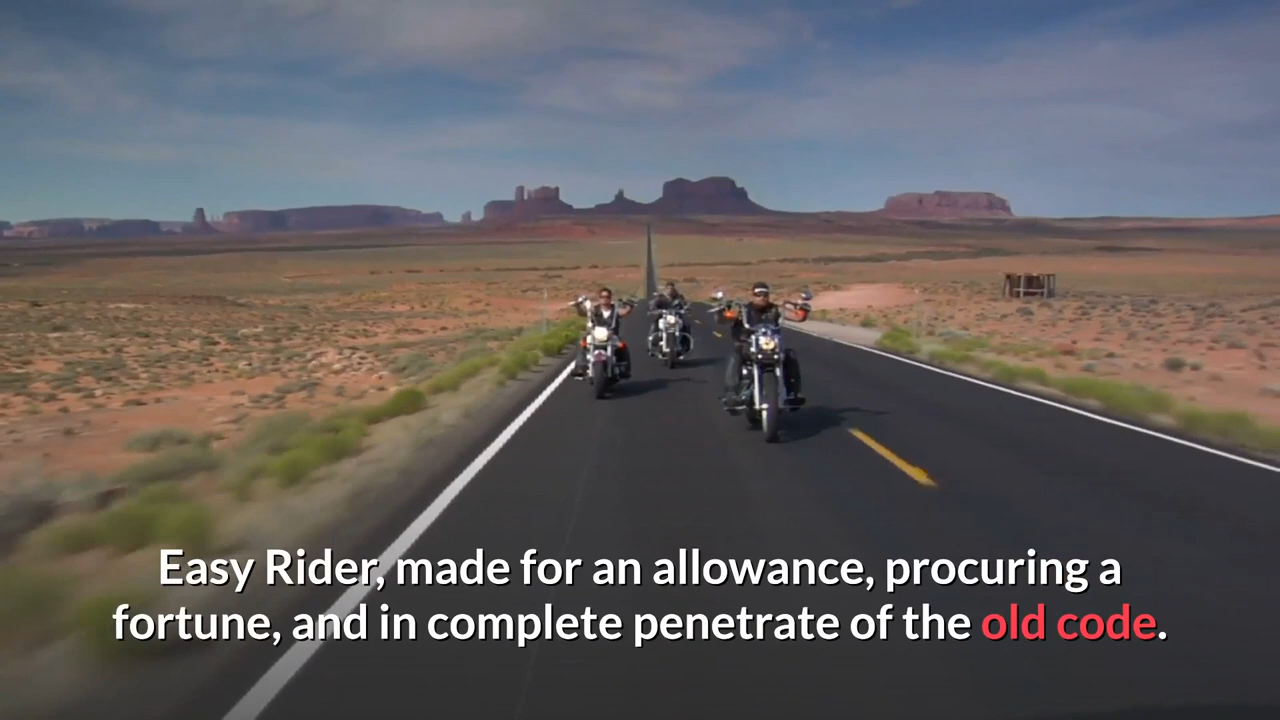 Easy Rider, made for an allowance, procuring a
fortune, and in complete penetrate of the old code.